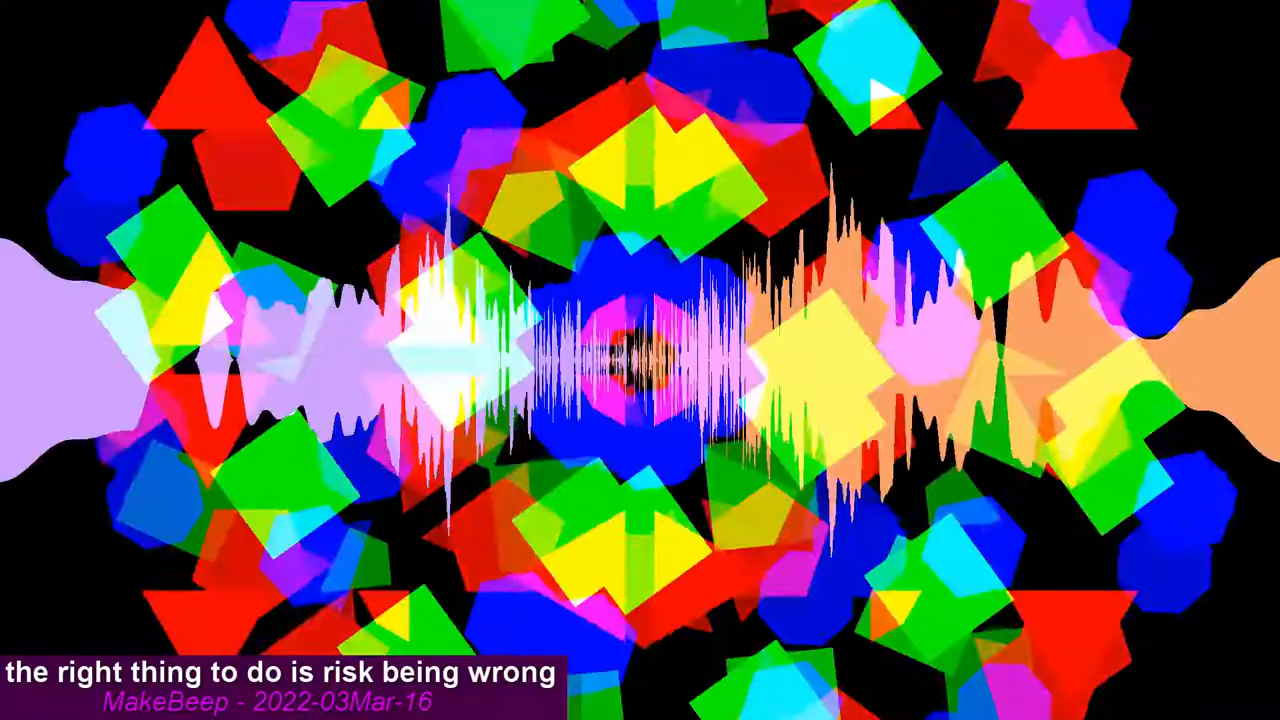 the right thing to do is risk being wrong
MakeBeep - 2022-03Mar-16